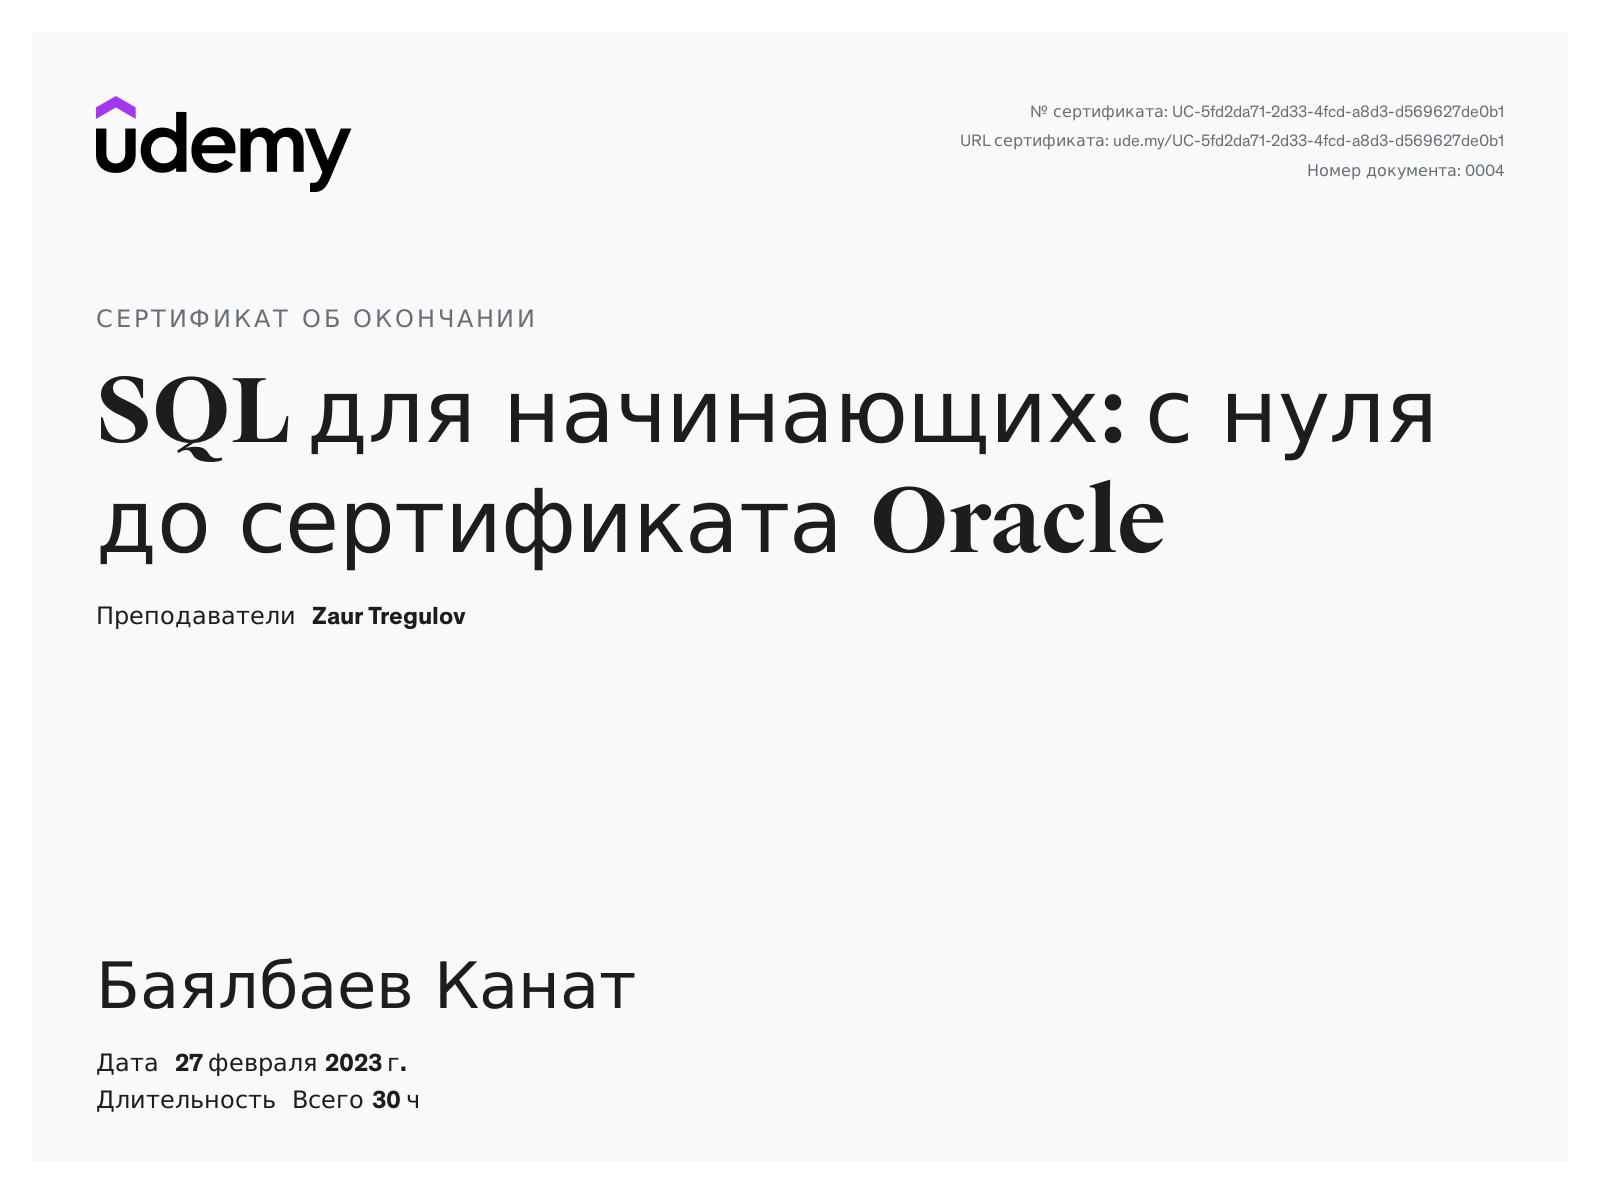 udemy
№ сертификата: UC-5fd2da71-2d33-4fcd-a8d3-d569627de0b1
URL сертификата: ude.my/UC-5fd2da71-2d33-4fcd-a8d3-d569627de0b1
Номер документа: 0004
СЕРТИФИКАТ ОБ ОКОНЧАНИИ
SQL для начинающих: с нуля
до сертификата Oracle
Преподаватели Zaur Tregulov
Баялбаев Канат
Дата 27 февраля 2023 г.
Длительность Всего 30 ч